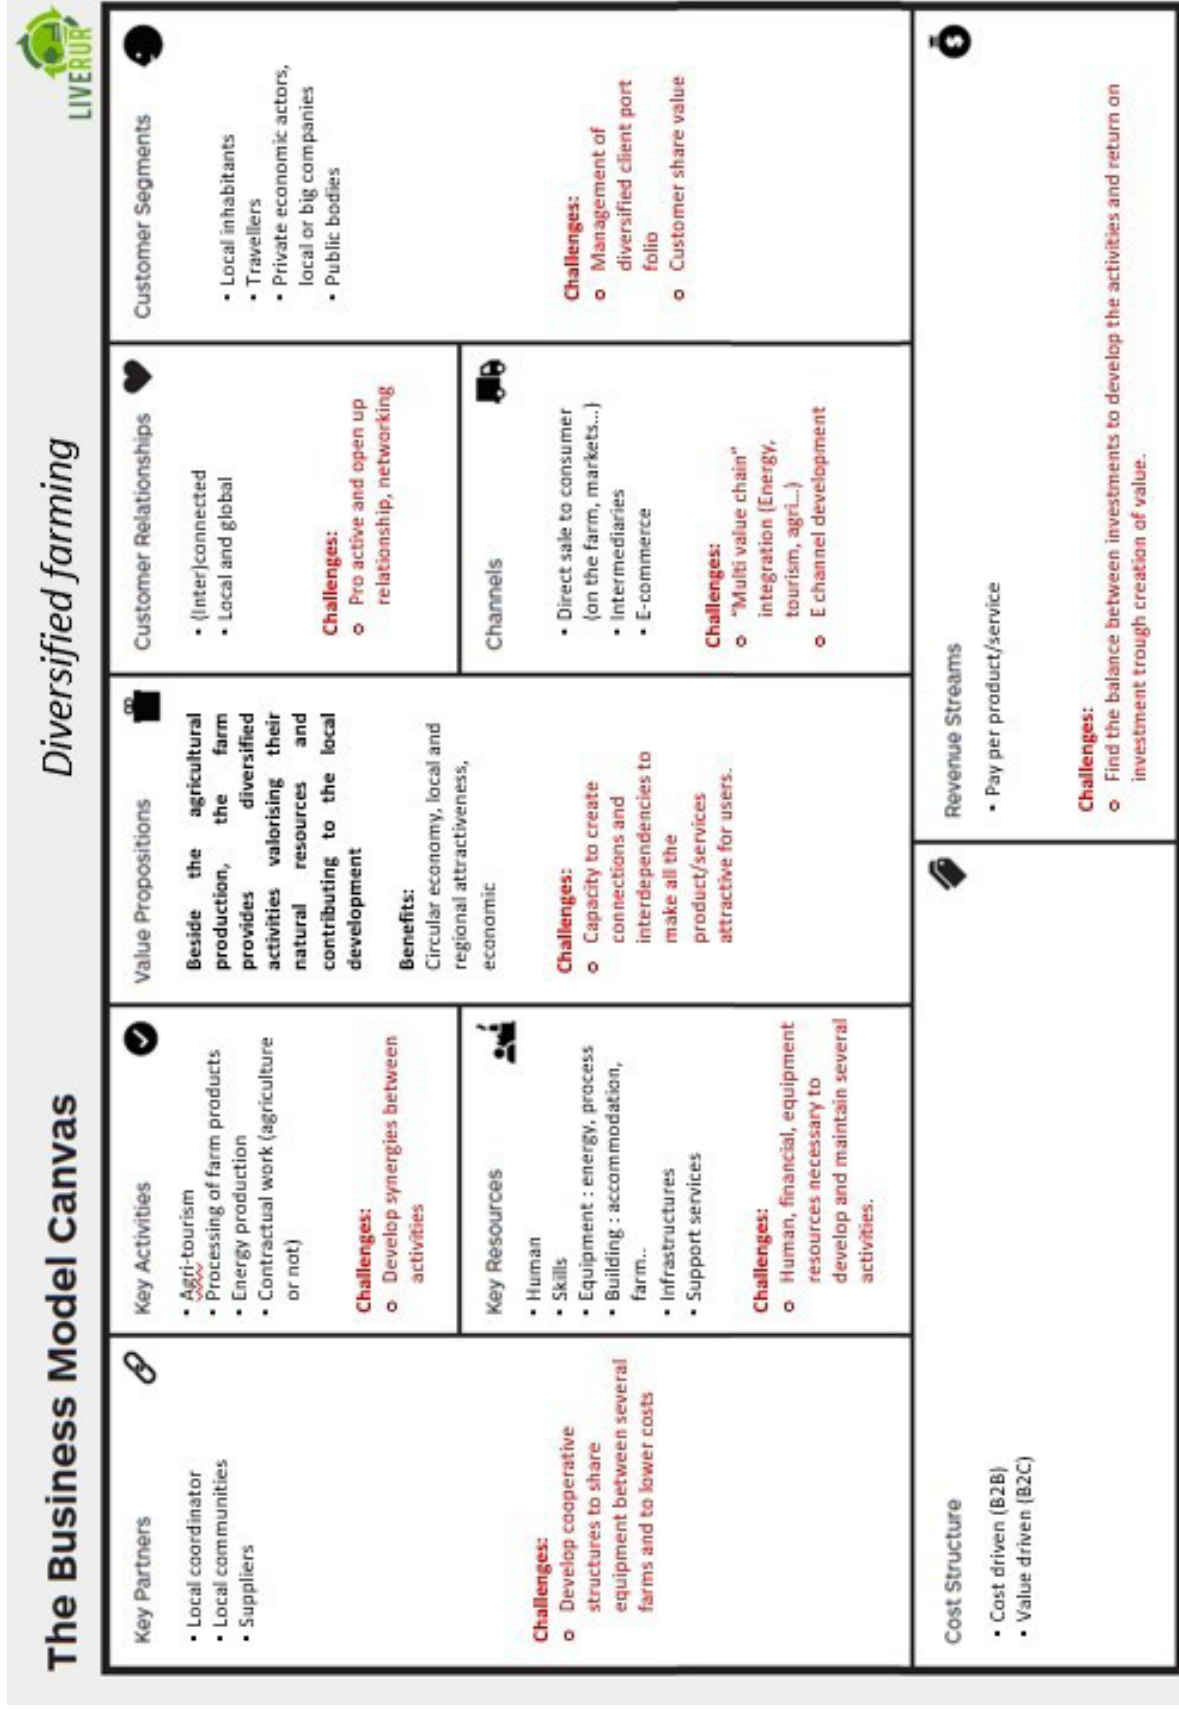 The Business Model Canvas
Diversified farming
LIVERUR
Key Partners
▪ Local coordinator
▪ Local communities
▪ Suppliers
Challenges:
o Develop cooperative
structures to share
equipment between several
farms and to lower costs
Key Activities
▪ Agri-tourism
▪ Processing of farm products
▪ Energy production
▪ Contractual work (agriculture
or not)
Challenges:
o Develop synergies between
activities
Key Resources
▪ Human
▪ Skills
▪ Equipment : energy, process
▪ Building : accommodation,
farm..
▪ Infrastructures
▪ Support services
Challenges:
o Human, financial, equipment
resources necessary to
develop and maintain several
activities.
Value Propositions
Beside the agricultural
production, the farm
provides diversified
activities valorising their
natural resources and
contributing to the local
development
Benefits:
Circular economy, local and
regional attractiveness,
economic
Challenges:
o Capacity to create
connections and
interdependencies to
make all the
product/services
attractive for users.
Customer Relationships
▪ (Inter)connected
▪ Local and global
Challenges:
o Pro active and open up
relationship, networking
Channels
▪ Direct sale to consumer
(on the farm, markets...)
▪ Intermediaries
▪ E-commerce
Challenges:
o "Multi value chain"
integration (Energy,
tourism, agri...)
o E channel development
Customer Segments
▪ Local inhabitants
▪ Travellers
▪ Private economic actors,
local or big companies
▪ Public bodies
Challenges:
o Management of
diversified client port
folio
o Customer share value
Cost Structure
▪ Cost driven (B2B)
▪ Value driven (B2C)
Revenue Streams
▪ Pay per product/service
Challenges:
o Find the balance between investments to develop the activities and return on
investment trough creation of value.